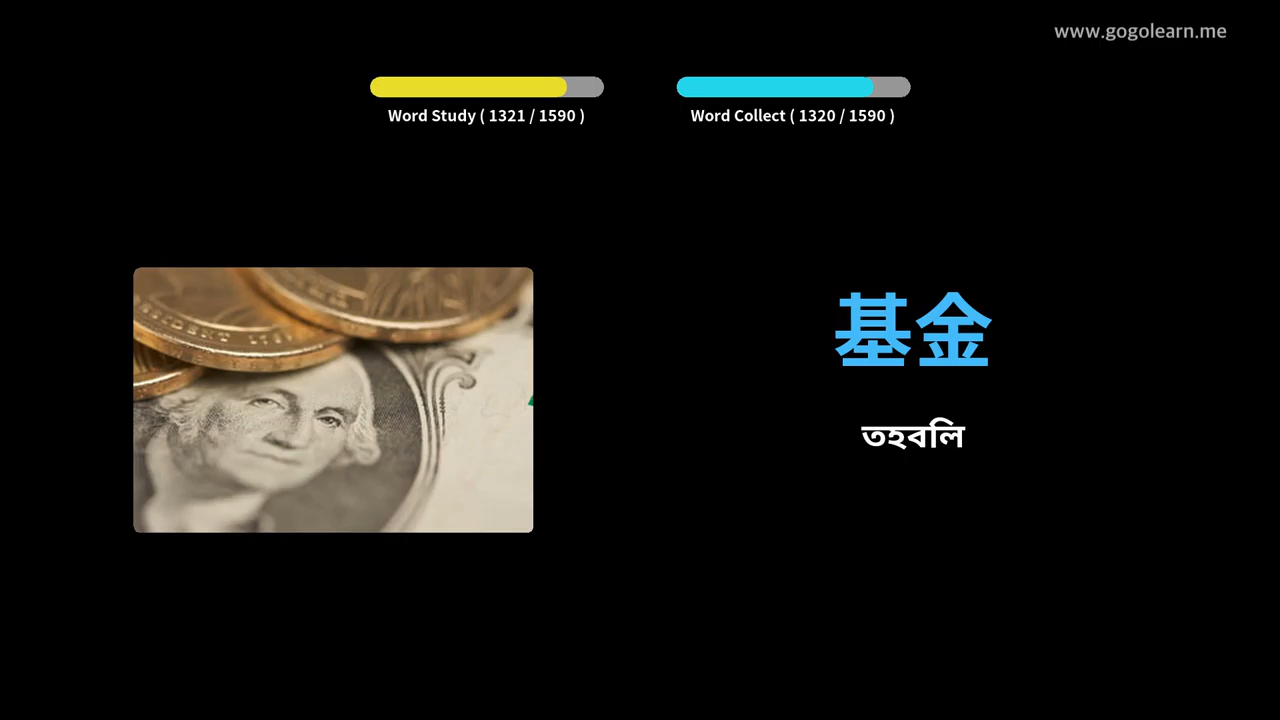 www.gogolearn.me
Word Study ( 1321 / 1590 )
Word Collect ( 1320 / 1590 )
基金
তহবলি